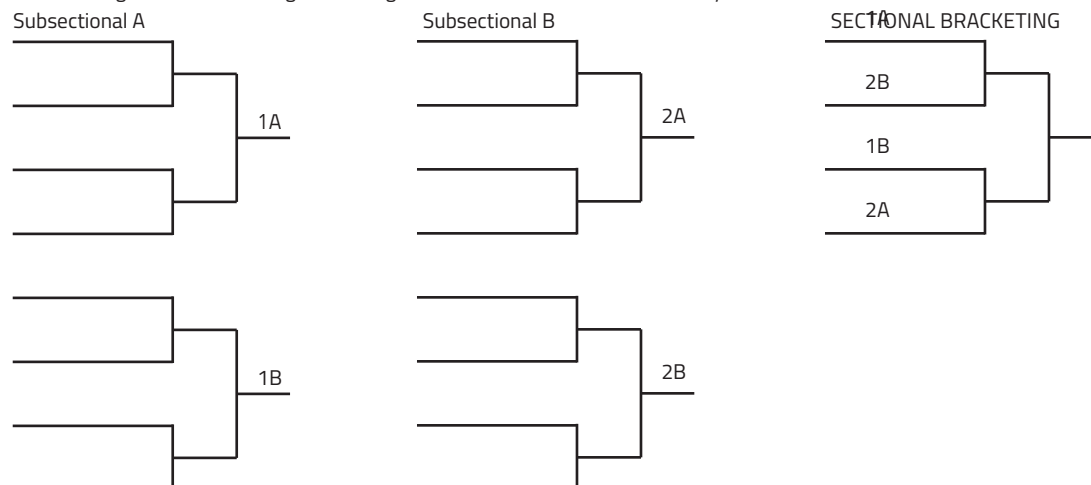 Subsectional A
Subsectional B
SECTIONAL BRACKETING
1A
2B
1A
2A
1B
2A
1B
2B